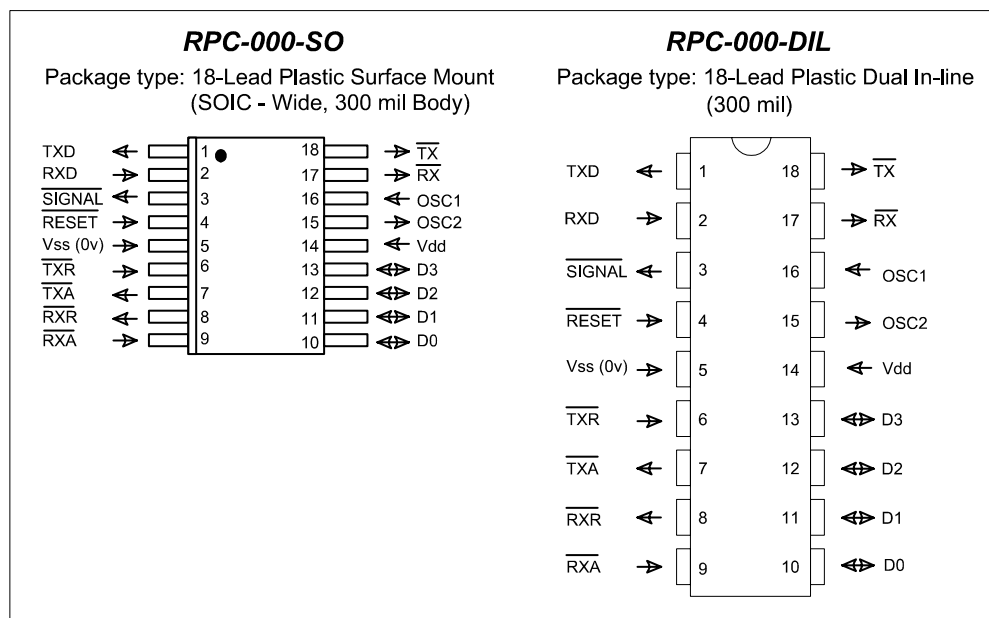 RPC-000-SO
Package type: 18-Lead Plastic Surface Mount
(SOIC - Wide, 300 mil Body)
TXD 1 18 TX
RXD 2 17 RX
SIGNAL 3 16 OSC1
RESET 4 15 OSC2
Vss (0v) 5 14 Vdd
TXR 6 13 D3
TXA 7 12 D2
RXR 8 11 D1
RXA 9 10 D0
RPC-000-DIL
Package type: 18-Lead Plastic Dual In-line
(300 mil)
TXD 1 18 TX
RXD 2 17 RX
SIGNAL 3 16 OSC1
RESET 4 15 OSC2
Vss (0v) 5 14 Vdd
TXR 6 13 D3
TXA 7 12 D2
RXR 8 11 D1
RXA 9 10 D0